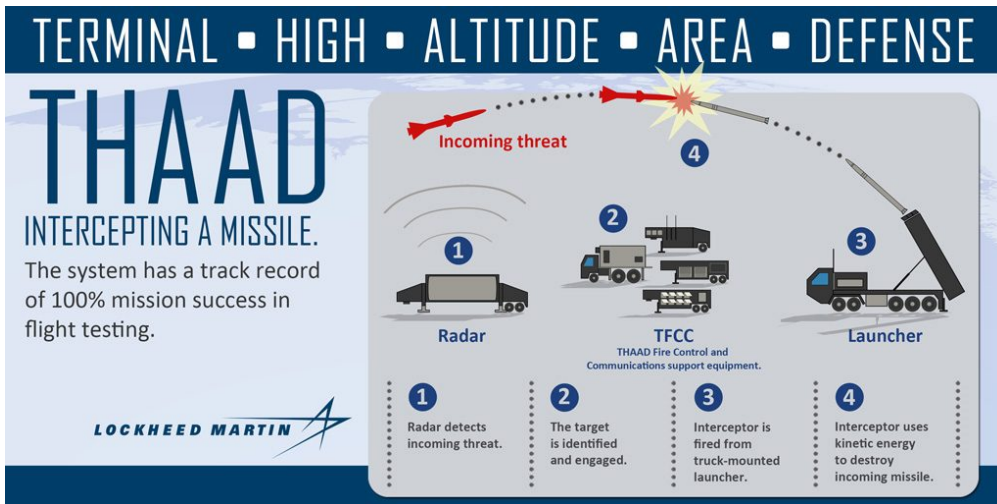 TERMINAL ▪ HIGH ▪ ALTITUDE ▪ AREA ▪ DEFENSE
THAAD
INTERCEPTING A MISSILE.
The system has a track record
of 100% mission success in
flight testing.
LOCKHEED MARTIN
Incoming threat
4
1
Radar
2
TFCC
THAAD Fire Control and
Communications support equipment.
3
Launcher
1
Radar detects
incoming threat.
2
The target
is identified
and engaged.
3
Interceptor is
fired from
truck-mounted
launcher.
4
Interceptor uses
kinetic energy
to destroy
incoming missile.